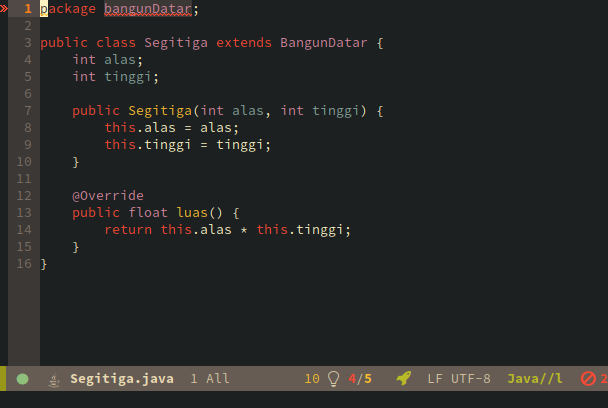 1 package bangunDatar;
2
3 public class Segitiga extends BangunDatar {
4     int alas;
5     int tinggi;
6
7     public Segitiga(int alas, int tinggi) {
8         this.alas = alas;
9         this.tinggi = tinggi;
10     }
11
12     @Override
13     public float luas() {
14         return this.alas * this.tinggi;
15     }
16 }
Segitiga.java 1 All 10 4/5 LF UTF-8 Java//l 2